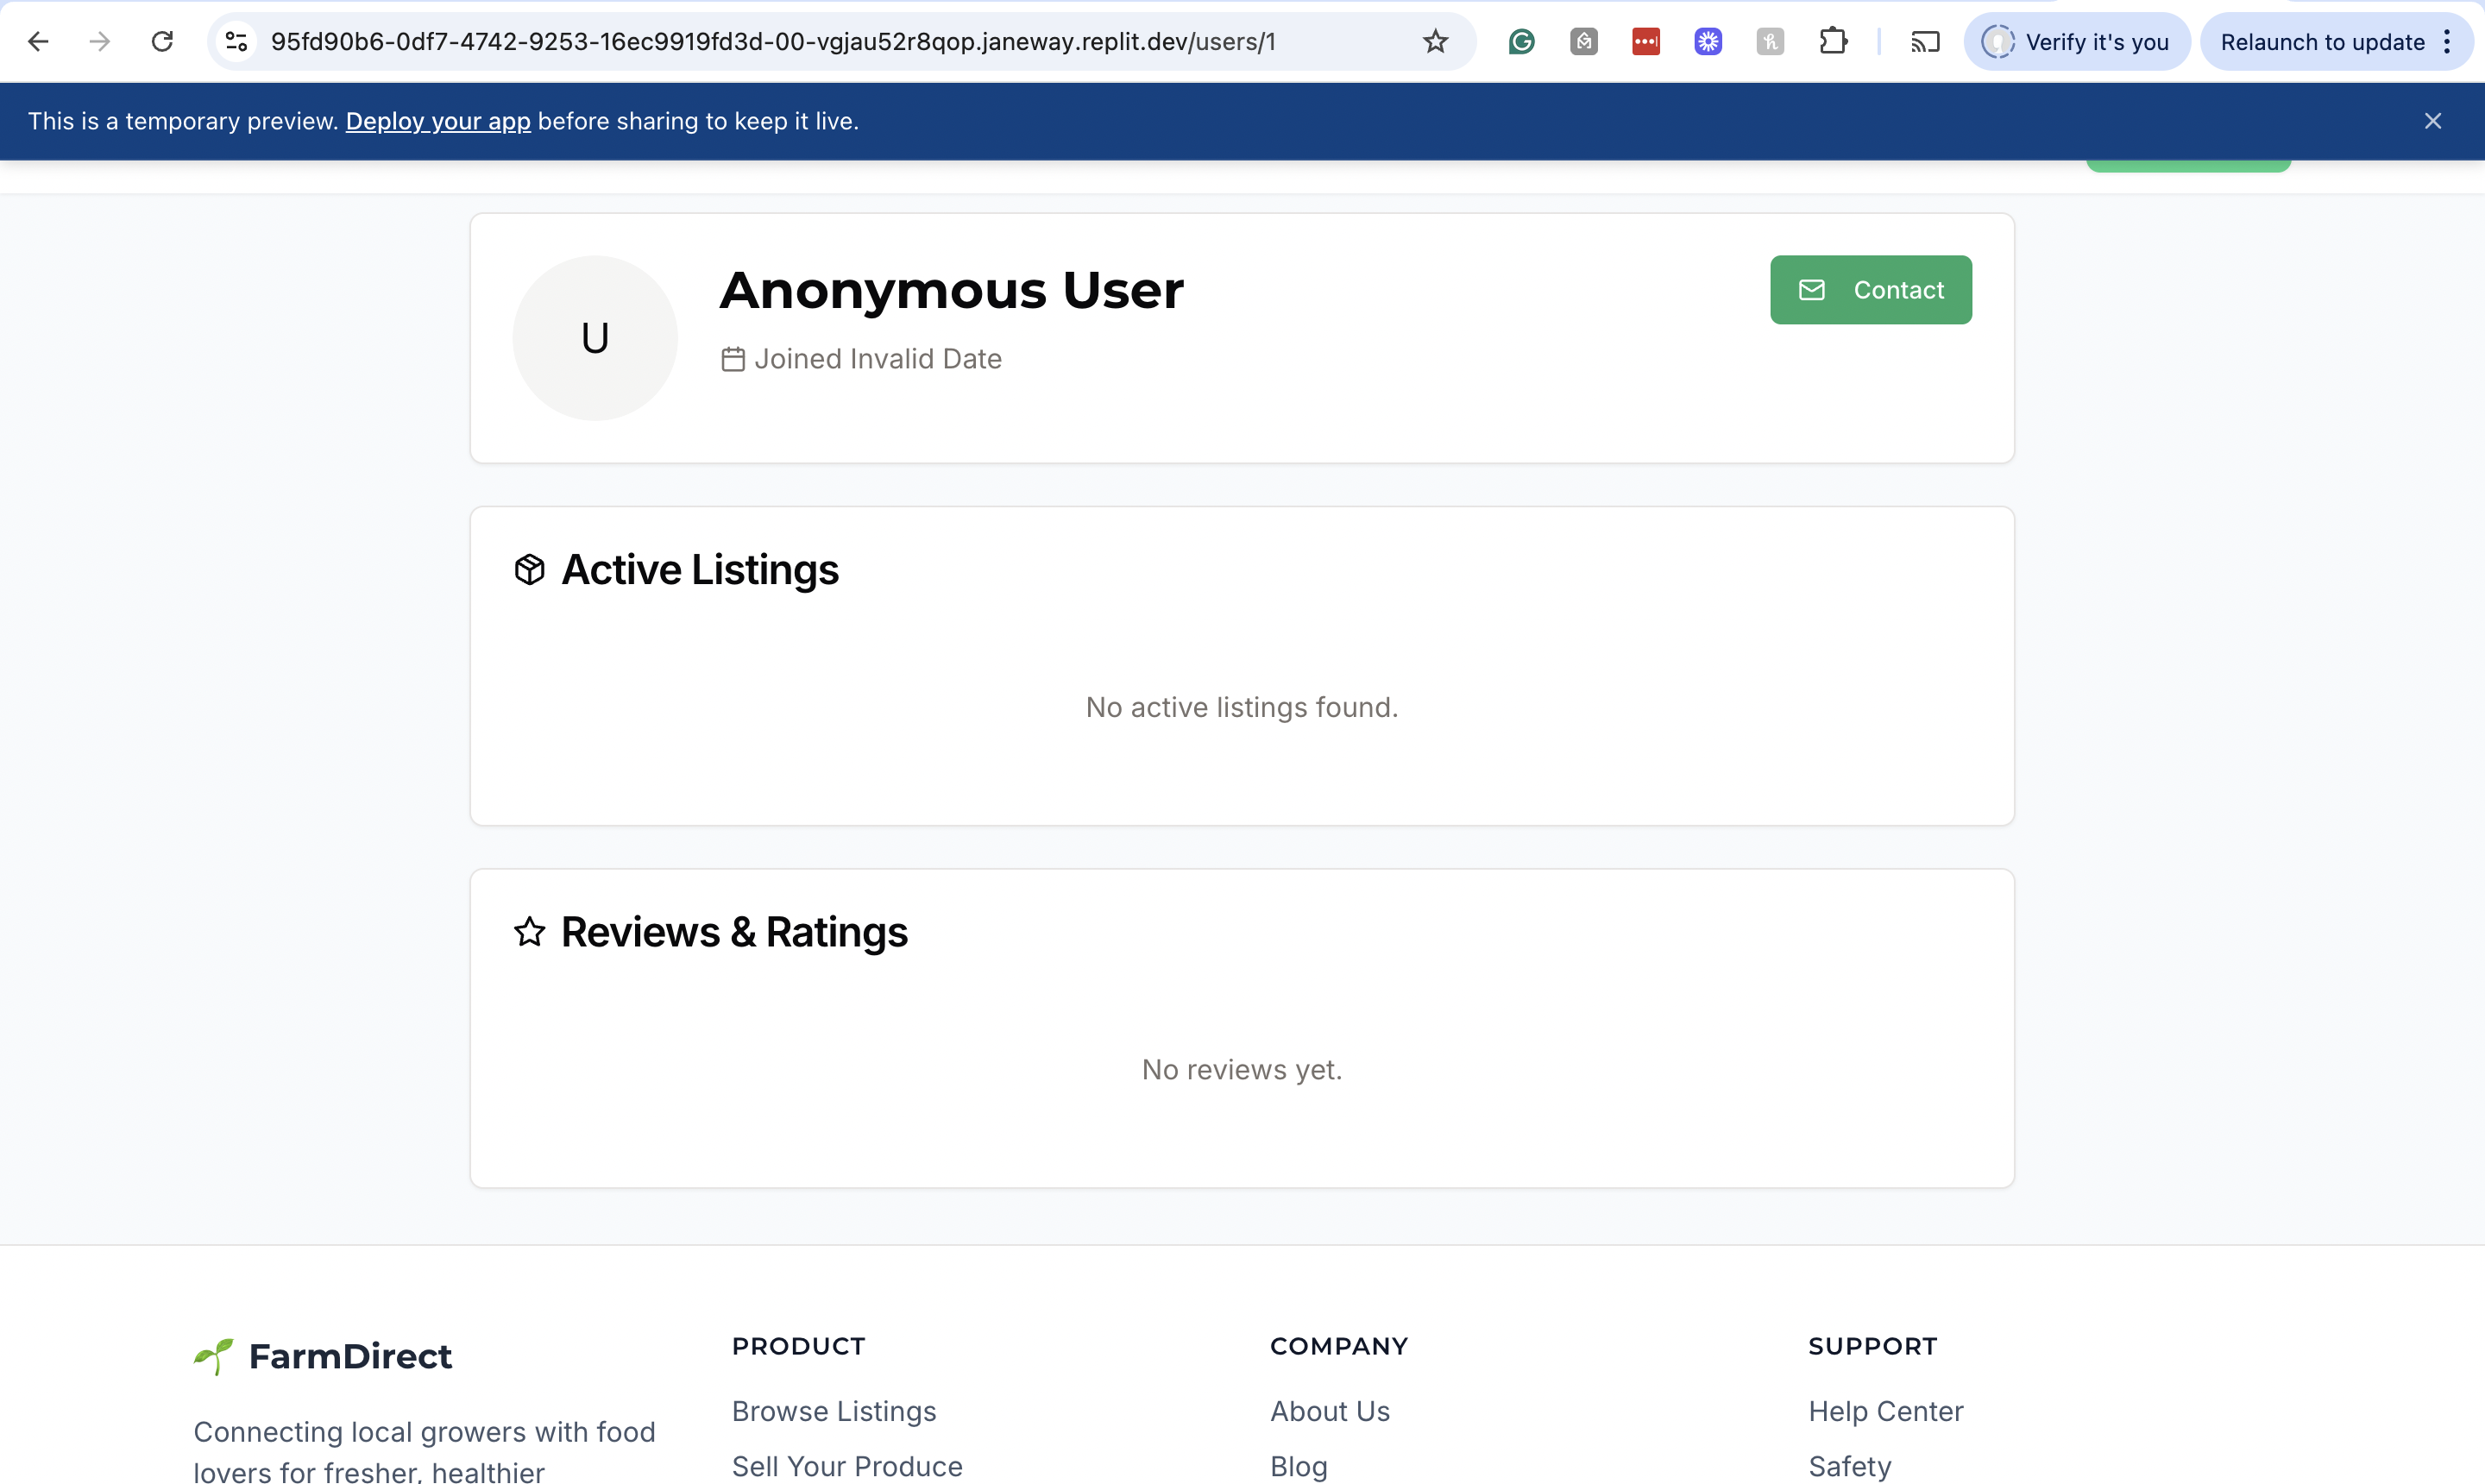 95fd90b6-0df7-4742-9253-16ec9919fd3d-00-vgjau52r8qop.janeway.replit.dev/users/1
Verify it's you
Relaunch to update
This is a temporary preview. Deploy your app before sharing to keep it live.
U
Anonymous User
Joined Invalid Date
Contact
Active Listings
No active listings found.
Reviews & Ratings
No reviews yet.
FarmDirect
Connecting local growers with food
lovers for fresher, healthier
PRODUCT
Browse Listings
Sell Your Produce
COMPANY
About Us
Blog
SUPPORT
Help Center
Safety